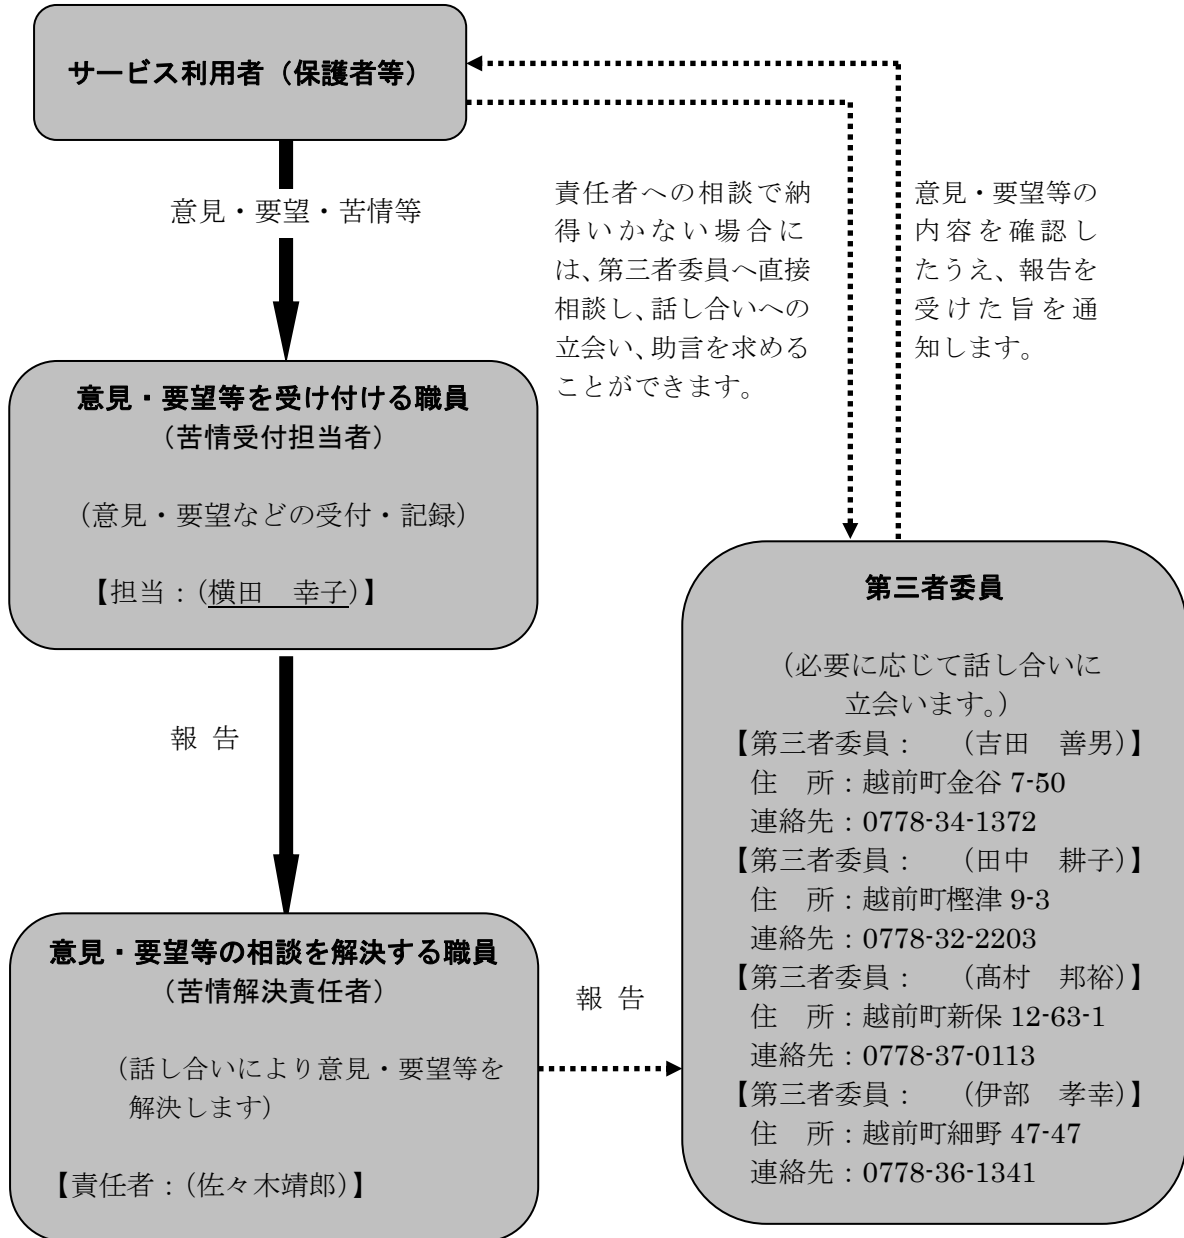 サービス利用者（保護者等）
意見・要望・苦情等
責任者への相談で納
得いかない場合に
は、第三者委員へ直接
相談し、話し合いへの
立会い、助言を求める
ことができます。
意見・要望等の
内容を確認し
たうえ、報告を
受けた旨を通
知します。
意見・要望等を受け付ける職員
（苦情受付担当者）
（意見・要望などの受付・記録）
【担当：（横田　幸子）】
報 告
意見・要望等の相談を解決する職員
（苦情解決責任者）
（話し合いにより意見・要望等を
解決します）
【責任者：（佐々木靖郎）】
報 告
第三者委員
（必要に応じて話し合いに
立会います。）
【第三者委員：　（吉田　善男）】
住　所：越前町金谷 7-50
連絡先：0778-34-1372
【第三者委員：　（田中　耕子）】
住　所：越前町樫津 9-3
連絡先：0778-32-2203
【第三者委員：　（髙村　邦裕）】
住　所：越前町新保 12-63-1
連絡先：0778-37-0113
【第三者委員：　（伊部　孝幸）】
住　所：越前町細野 47-47
連絡先：0778-36-1341